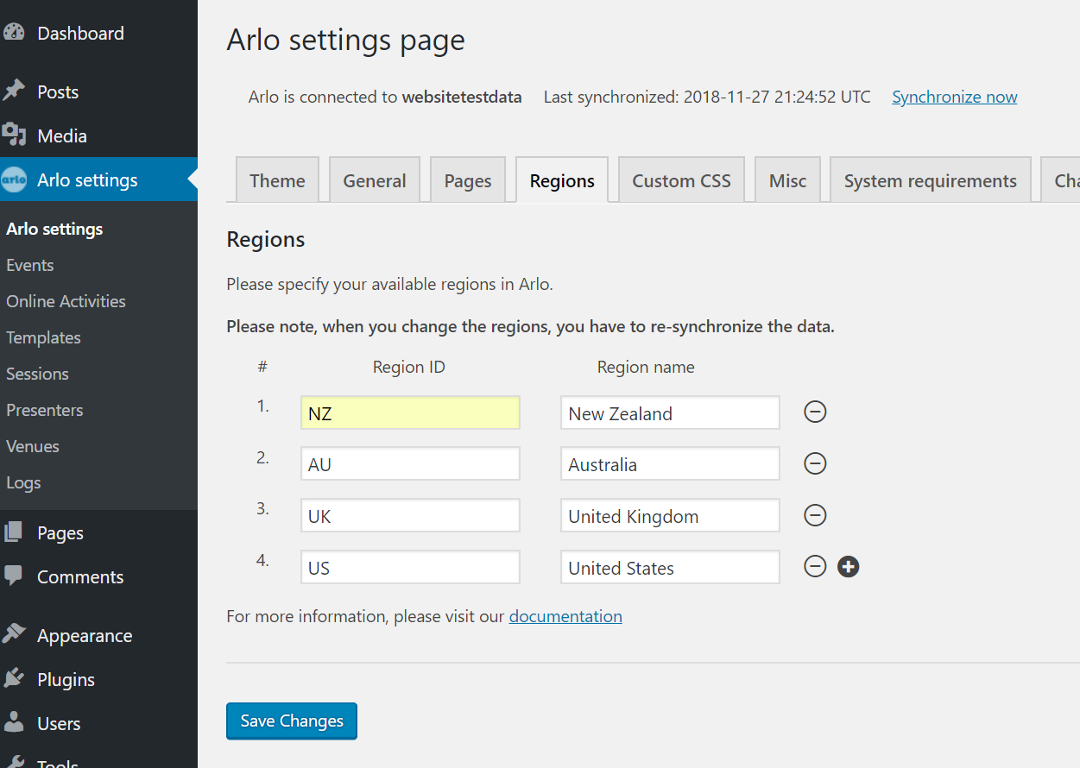 Dashboard
Posts
Media
arlo Arlo settings
Arlo settings
Events
Online Activities
Templates
Sessions
Presenters
Venues
Logs
Pages
Comments
Appearance
Plugins
Users
Tools
Arlo settings page
Arlo is connected to websitetestdata Last synchronized: 2018-11-27 21:24:52 UTC Synchronize now
Theme General Pages Regions Custom CSS Misc System requirements Cha
Regions
Please specify your available regions in Arlo.
Please note, when you change the regions, you have to re-synchronize the data.
# Region ID Region name
1. NZ New Zealand
2. AU Australia
3. UK United Kingdom
4. US United States
For more information, please visit our documentation
Save Changes